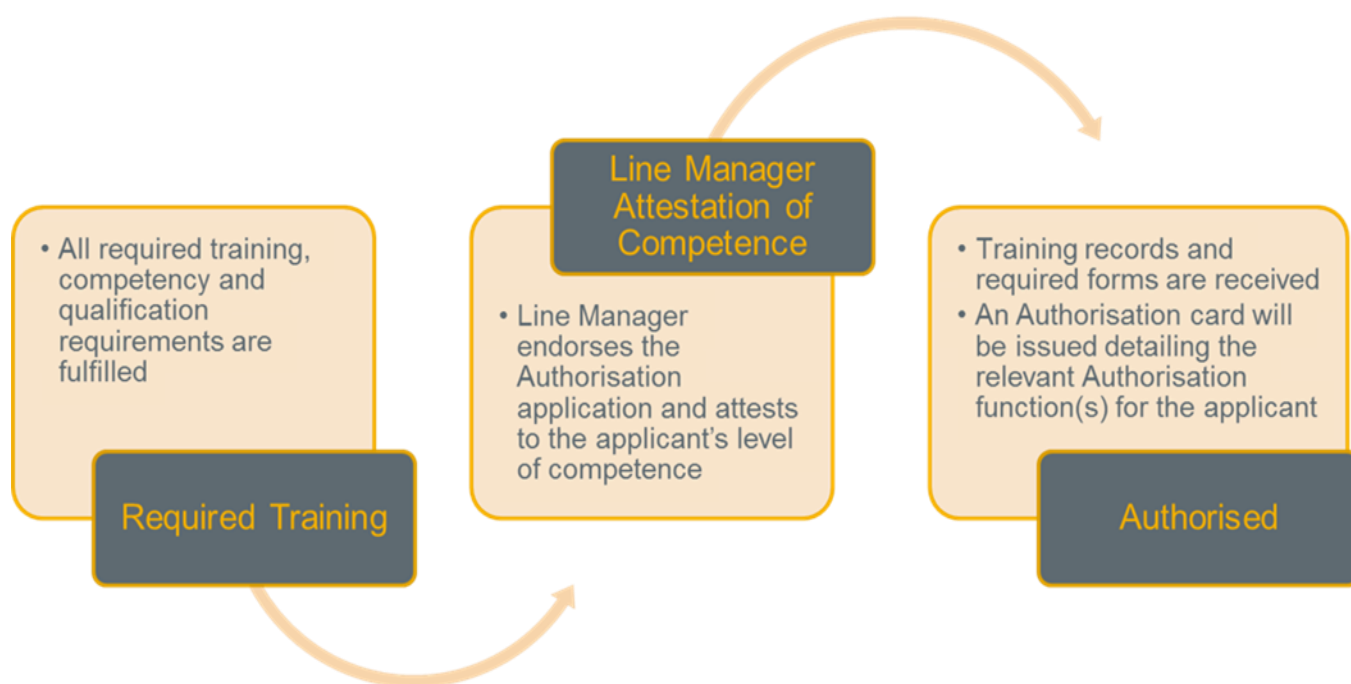 • All required training,
competency and
qualification
requirements are
fulfilled
Required Training
Line Manager
Attestation of
Competence
• Line Manager
endorses the
Authorisation
application and attests
to the applicant’s level
of competence
• Training records and
required forms are received
• An Authorisation card will
be issued detailing the
relevant Authorisation
function(s) for the applicant
Authorised